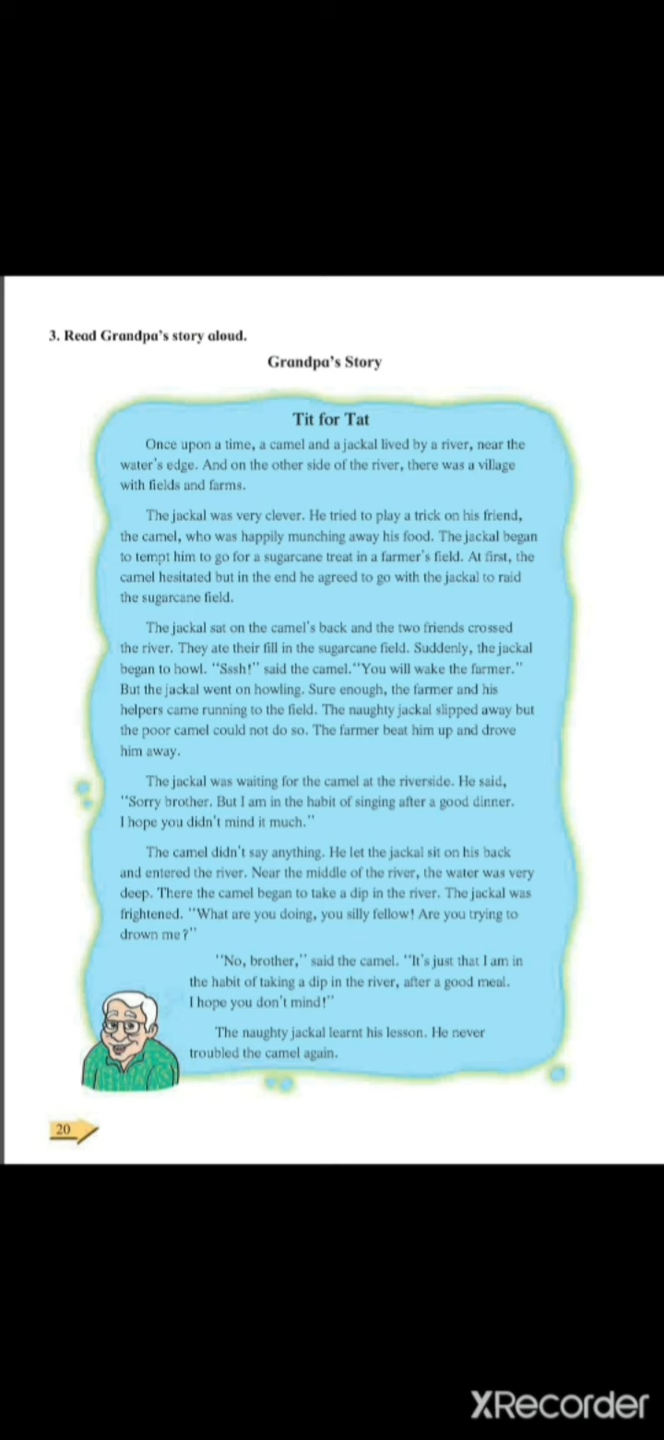 3. Read Grandpa's story aloud.
Grandpa's Story
Tit for Tat
Once upon a time, a camel and a jackal lived by a river, near the
water's edge. And on the other side of the river, there was a village
with fields and farms.
The jackal was very clever. He tried to play a trick on his friend,
the camel, who was happily munching away his food. The jackal began
to tempt him to go for a sugarcane treat in a farmer's field. At first, the
camel hesitated but in the end he agreed to go with the jackal to raid
the sugarcane field.
The jackal sat on the camel's back and the two friends crossed
the river. They ate their fill in the sugarcane field. Suddenly, the jackal
began to howl. "Sssh!" said the camel."You will wake the farmer."
But the jackal went on howling. Sure enough, the farmer and his
helpers came running to the field. The naughty jackal slipped away but
the poor camel could not do so. The farmer beat him up and drove
him away.
The jackal was waiting for the camel at the riverside. He said,
"Sorry brother. But I am in the habit of singing after a good dinner.
I hope you didn't mind it much."
The camel didn't say anything. He let the jackal sit on his back
and entered the river. Near the middle of the river, the water was very
deep. There the camel began to take a dip in the river. The jackal was
frightened. "What are you doing, you silly fellow! Are you trying to
drown me?"
"No, brother," said the camel. "It's just that I am in
the habit of taking a dip in the river, after a good meal.
I hope you don't mind!"
The naughty jackal learnt his lesson. He never
troubled the camel again.
20
XRecorder